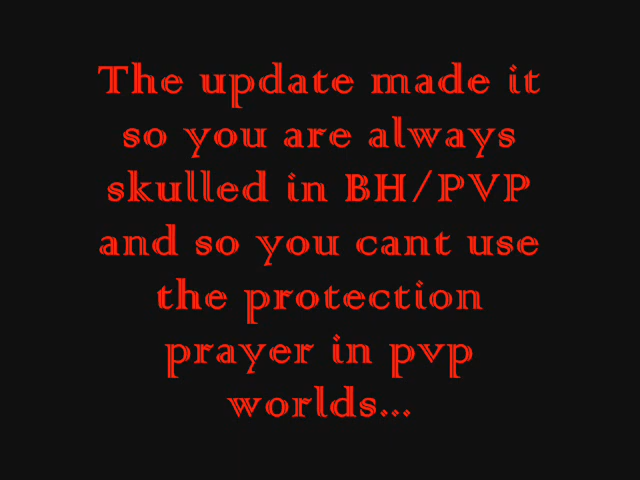 The update made it
so you are always
skulled in BH/PVP
and so you cant use
the protection
prayer in pvp
worlds...